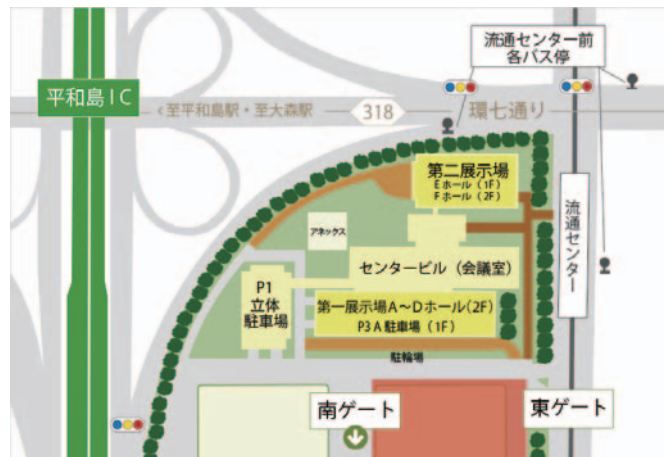 流通センター前
各バス停
平和島IC
<至平和島駅・至大森駅
318
環七通り
第二展示場
Eホール(1F)
Fホール(2F)
アネックス
センタービル(会議室)
流通センター
P1
立体
駐車場
第一展示場A～Dホール(2F)
P3 A 駐車場(1F)
駐輪場
南ゲート
東ゲート